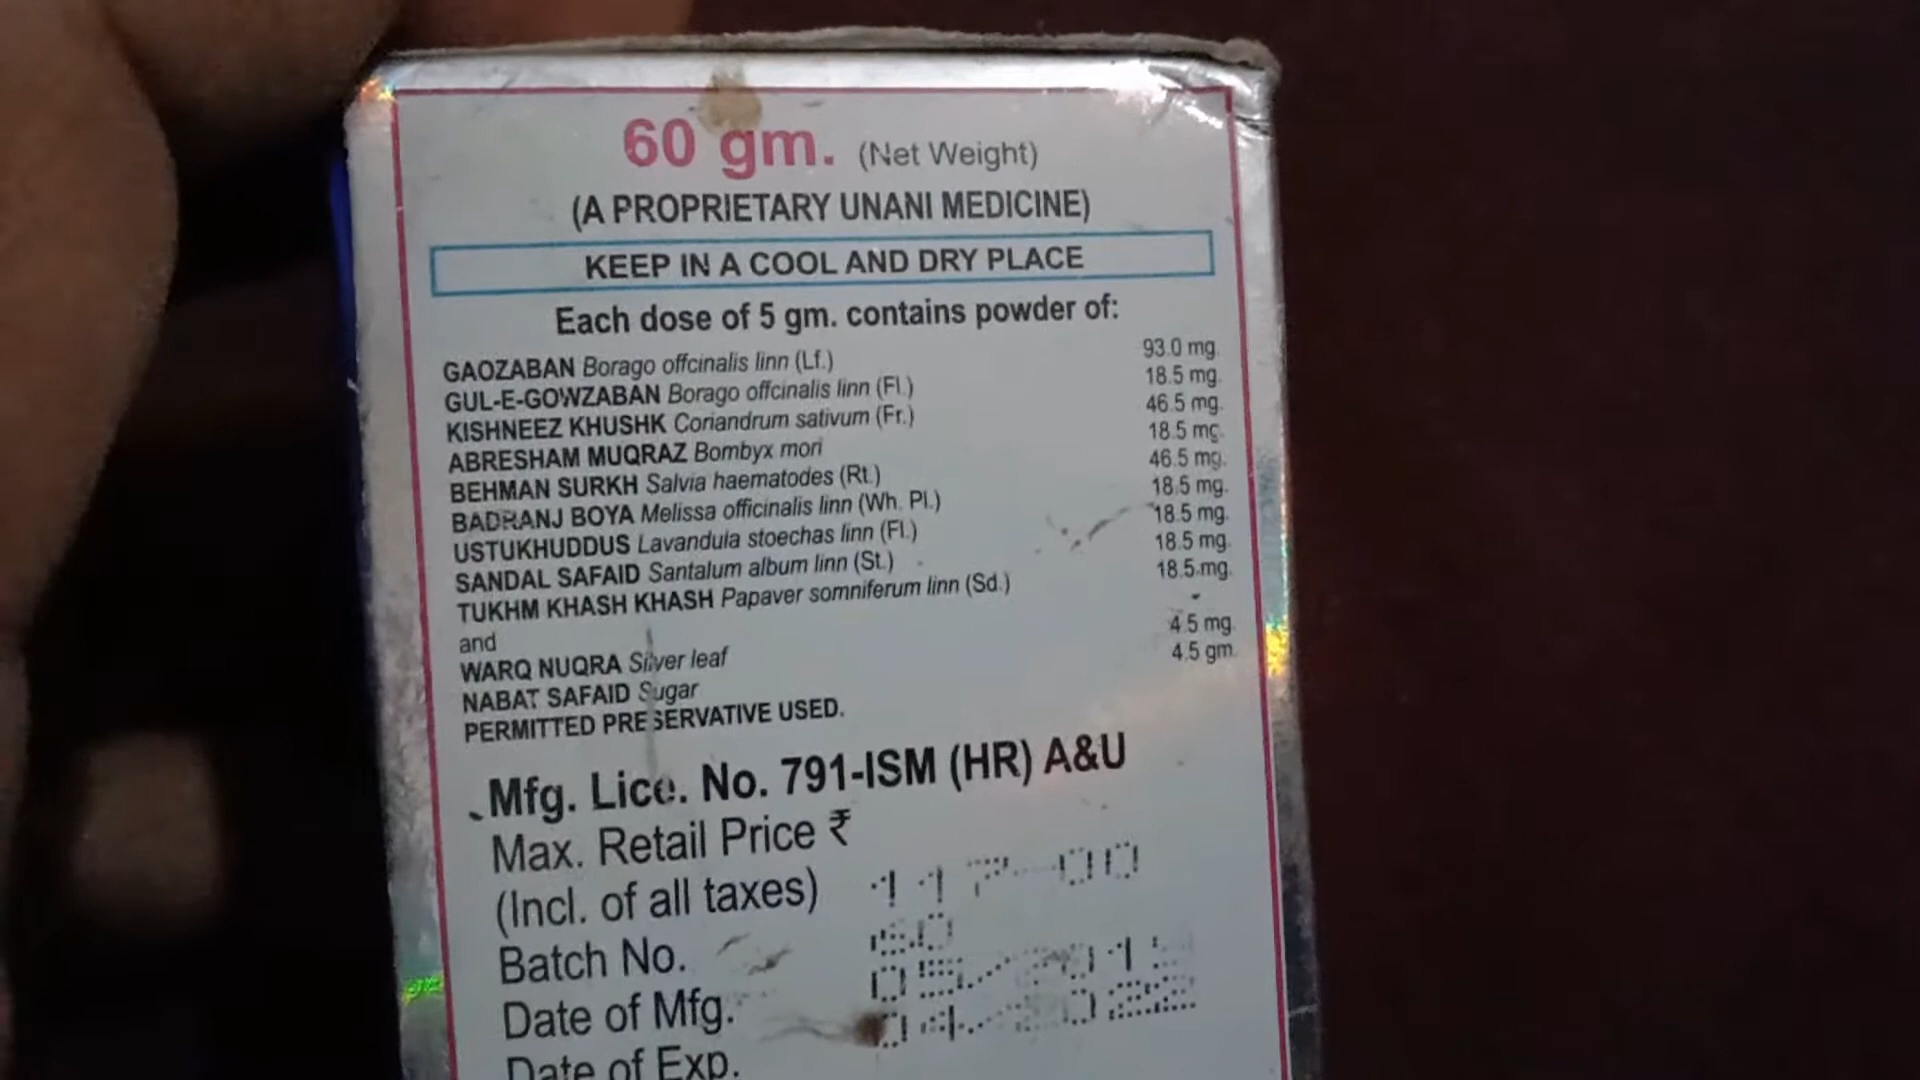 60 gm. (Net Weight)
(A PROPRIETARY UNANI MEDICINE)
KEEP IN A COOL AND DRY PLACE
Each dose of 5 gm. contains powder of:
GAOZABAN Borago offcinalis linn (Lf.) 93.0 mg.
GUL-E-GOWZABAN Borago offcinalis linn (Fl.) 18.5 mg.
KISHNEEZ KHUSHK Coriandrum sativum (Fr.) 46.5 mg.
ABRESHAM MUQRAZ Bombyx mori 18.5 mg.
BEHMAN SURKH Salvia haematodes (Rt.) 46.5 mg.
BADRANJ BOYA Melissa officinalis linn (Wh. Pl.) 18.5 mg.
USTUKHUDDUS Lavandula stoechas linn (Fl.) 18.5 mg.
SANDAL SAFAID Santalum album linn (St.) 18.5 mg.
TUKHM KHASH KHASH Papaver somniferum linn (Sd.) 18.5 mg.
and
WARQ NUQRA Silver leaf 4.5 mg.
NABAT SAFAID Sugar 4.5 gm.
PERMITTED PRESERVATIVE USED.
Mfg. Lice. No. 791-ISM (HR) A&U
Max. Retail Price ₹
(Incl. of all taxes) 117-00
Batch No.
Date of Mfg. 05/2019
Date of Exp. 04/2022